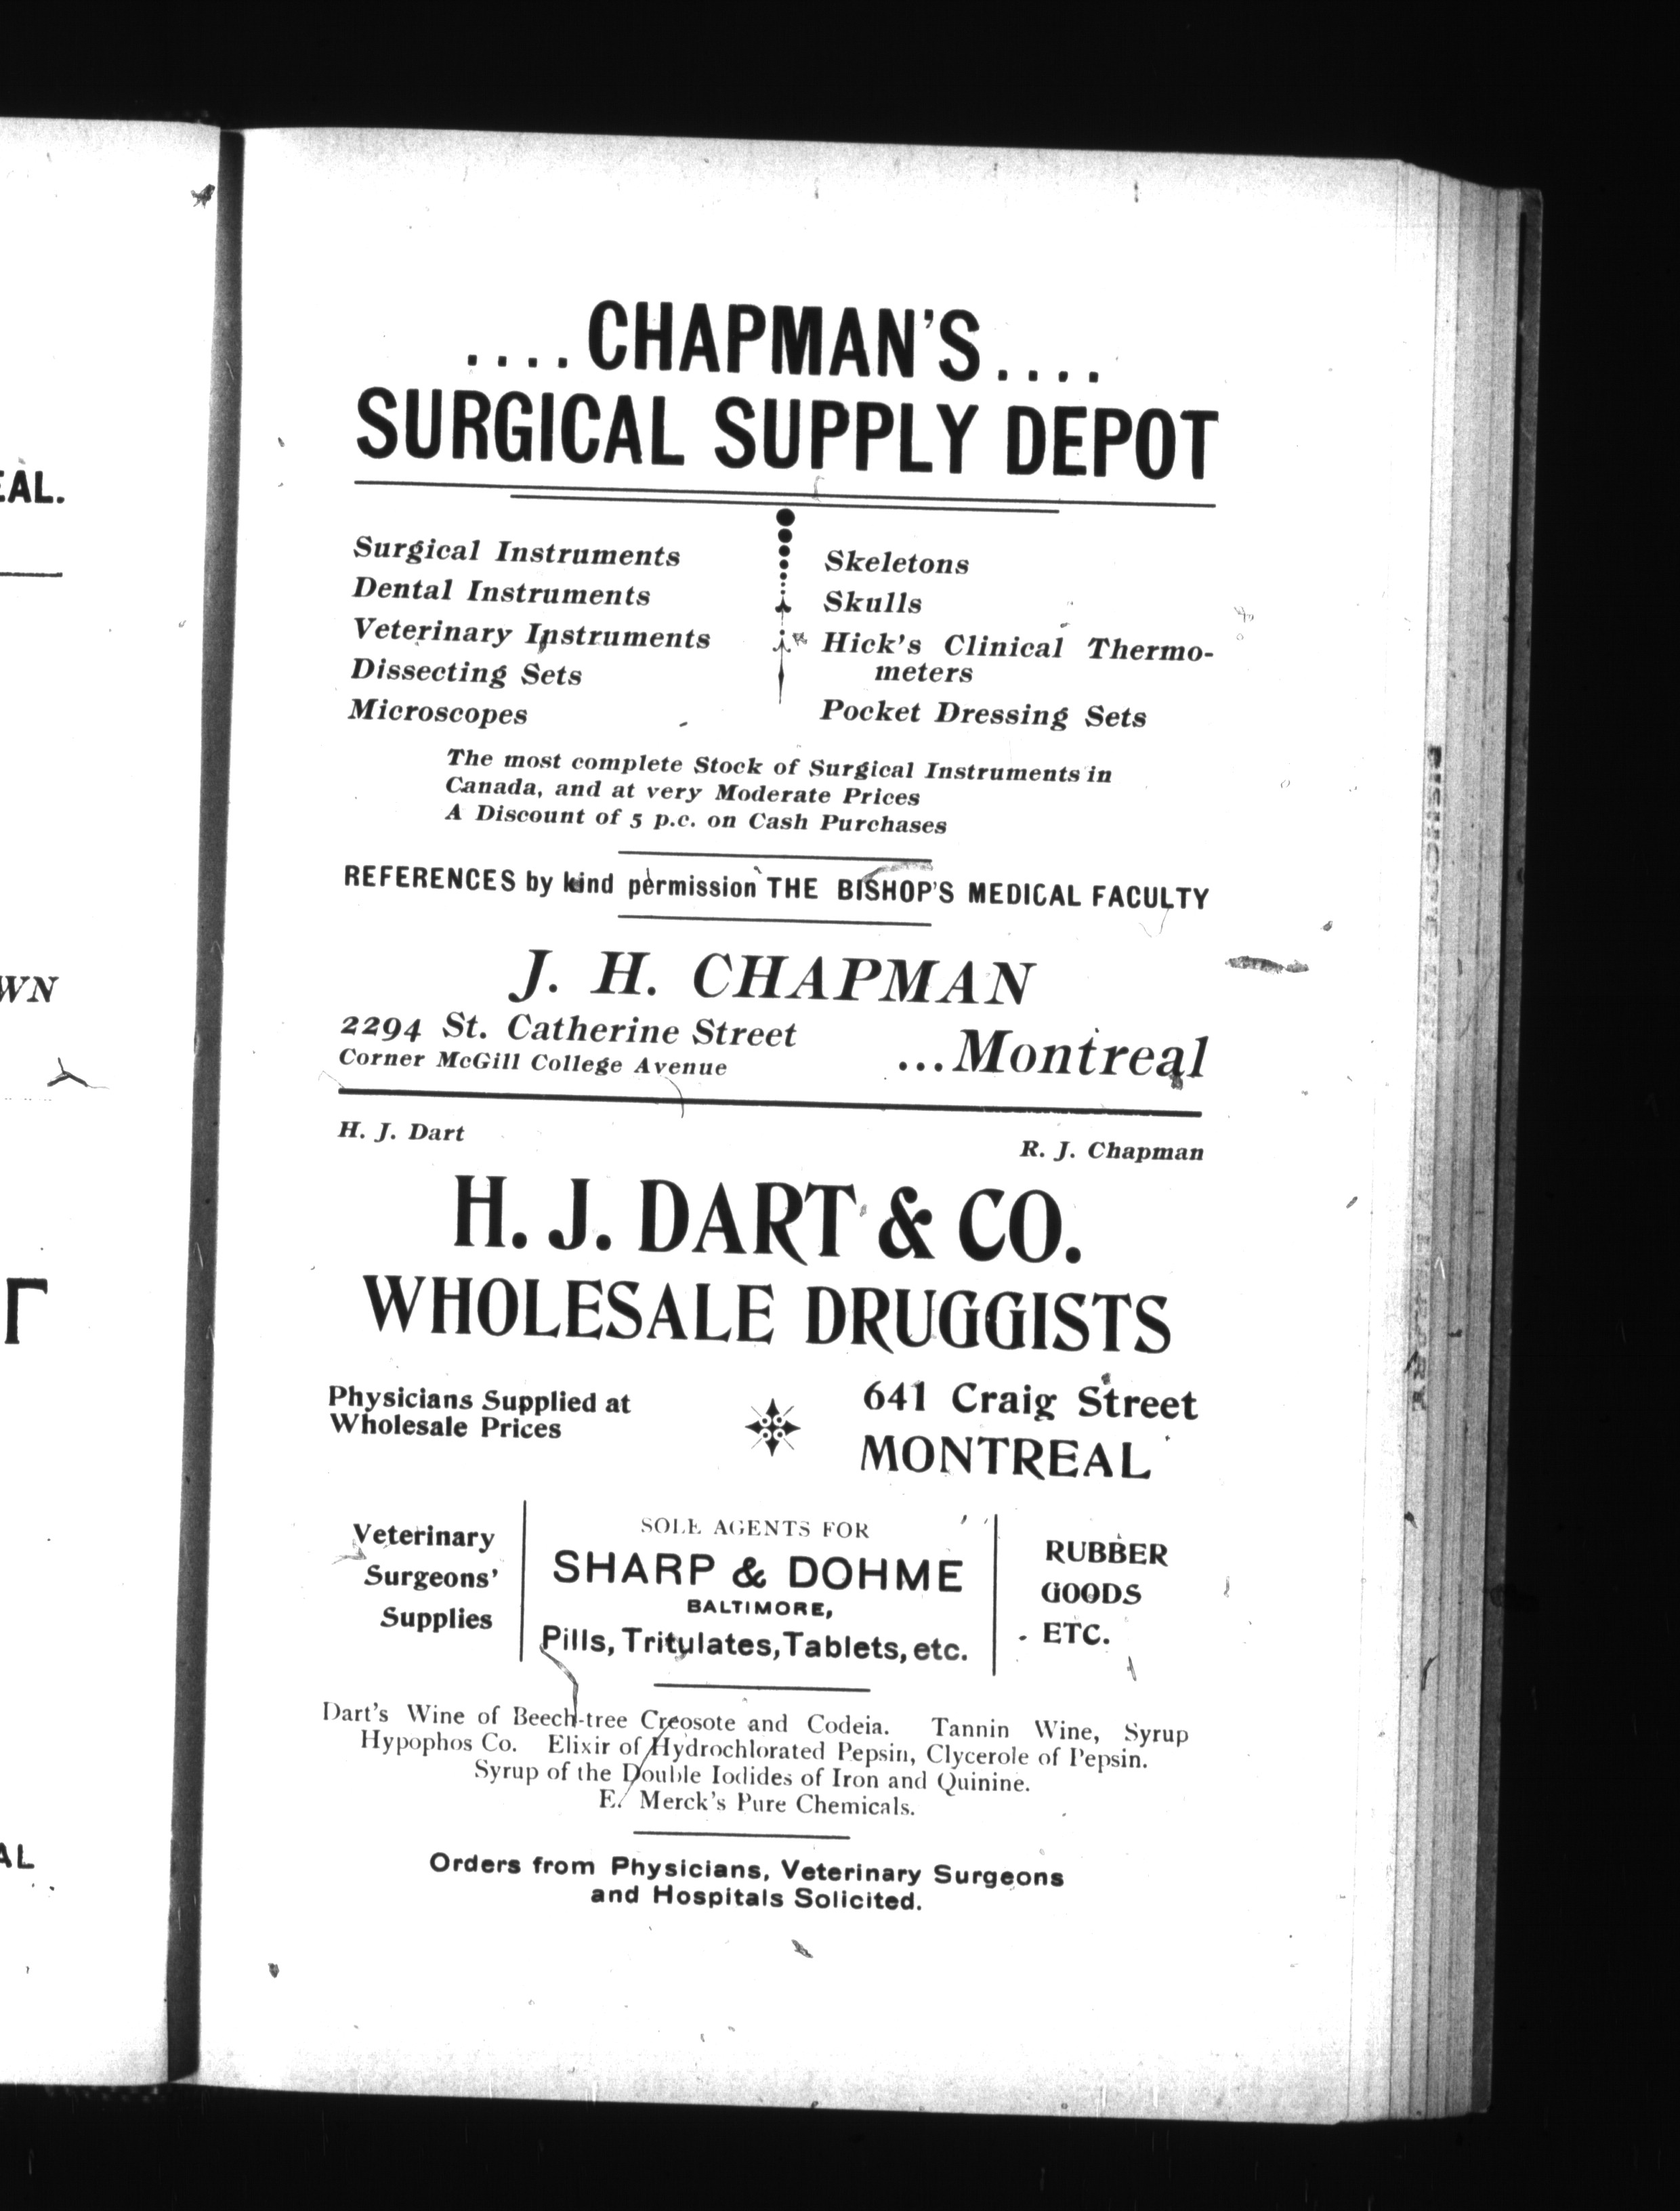 ....CHAPMAN'S....
SURGICAL SUPPLY DEPOT
Surgical Instruments
Dental Instruments
Veterinary Instruments
Dissecting Sets
Microscopes
Skeletons
Skulls
Hick's Clinical Thermo-
meters
Pocket Dressing Sets
The most complete Stock of Surgical Instruments in
Canada, and at very Moderate Prices
A Discount of 5 p.c. on Cash Purchases
REFERENCES by kind permission THE BISHOP'S MEDICAL FACULTY
J. H. CHAPMAN
2294 St. Catherine Street
Corner McGill College Avenue
...Montreal
H. J. Dart
R. J. Chapman
H. J. DART & CO.
WHOLESALE DRUGGISTS
Physicians Supplied at
Wholesale Prices
641 Craig Street
MONTREAL
Veterinary
Surgeons'
Supplies
SOLE AGENTS FOR
SHARP & DOHME
BALTIMORE,
Pills, Tritulates, Tablets, etc.
RUBBER
GOODS
ETC.
Dart's Wine of Beech-tree Creosote and Codeia. Tannin Wine, Syrup
Hypophos Co. Elixir of Hydrochlorated Pepsin, Clycerole of Pepsin.
Syrup of the Double Iodides of Iron and Quinine.
E. Merck's Pure Chemicals.
Orders from Physicians, Veterinary Surgeons
and Hospitals Solicited.